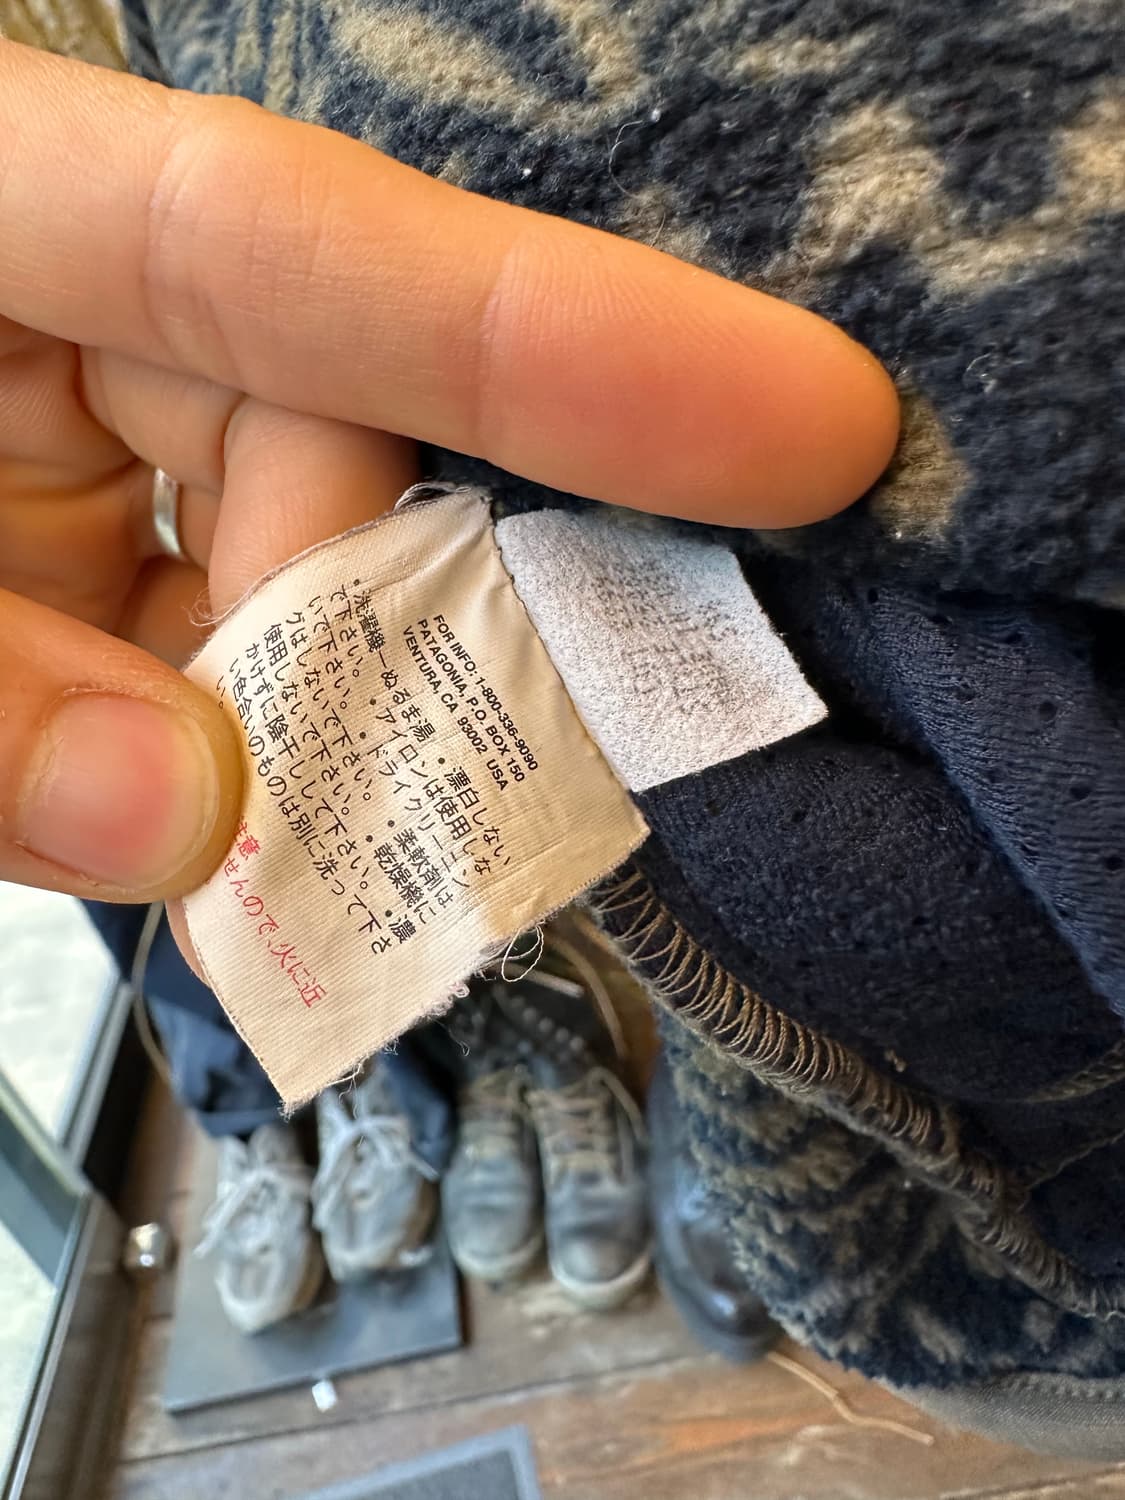 FOR INFO: 1-800-336-9090
PATAGONIA, P.O. BOX 150
VENTURA, CA 93002 USA
・洗濯機ーぬるま湯 ・漂白しない
で下さい。 ・アイロンは使用しな
いで下さい。 ・ドライクリーニン
グはしないで下さい。 ・柔軟剤は
使用しないで下さい。 ・乾燥機に
かけずに陰干しして下さい。 ・濃
い色合いのものは別に洗って下さ
い。
注意
せんので、火に近